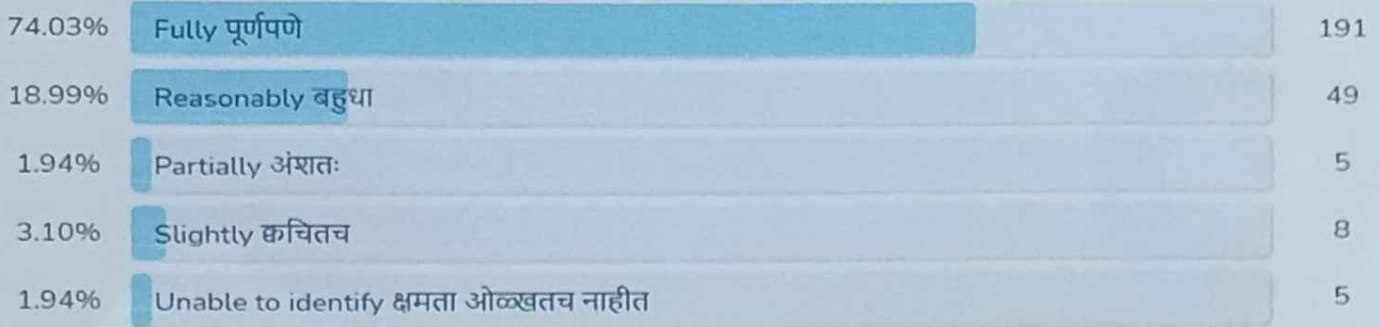 74.03% Fully पूर्णपणे 191
18.99% Reasonably बहुधा 49
1.94% Partially अंशतः 5
3.10% Slightly क्वचितच 8
1.94% Unable to identify क्षमता ओळखतच नाहीत 5